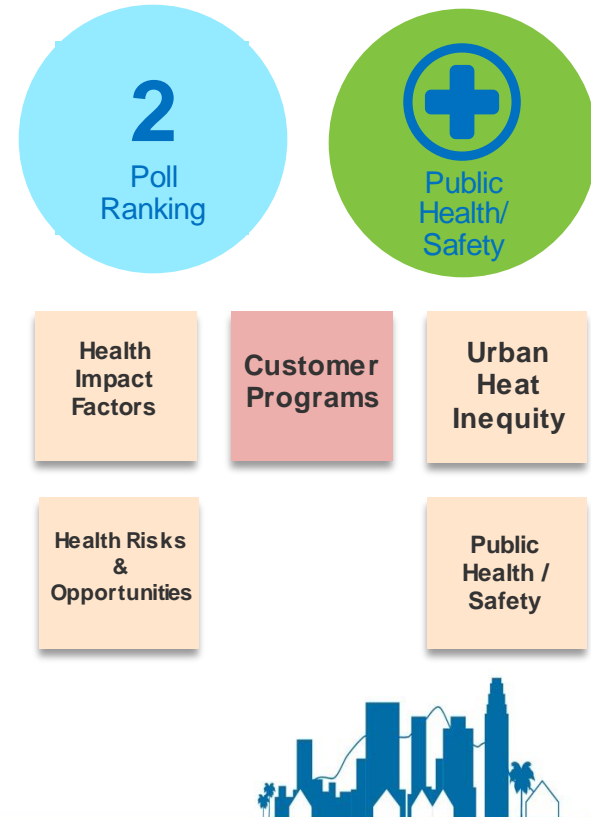 2
Poll
Ranking
Public
Health/
Safety
Health
Impact
Factors
Customer
Programs
Urban
Heat
Inequity
Health Risks
&
Opportunities
Public
Health /
Safety